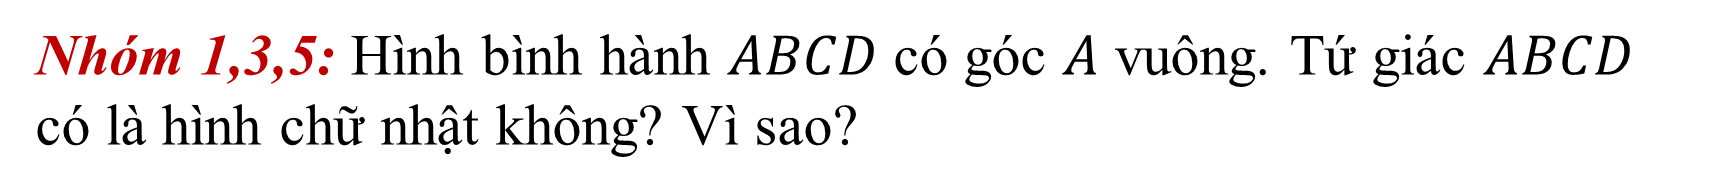 Nhóm 1,3,5: Hình bình hành ABCD có góc A vuông. Tứ giác ABCD
có là hình chữ nhật không? Vì sao?